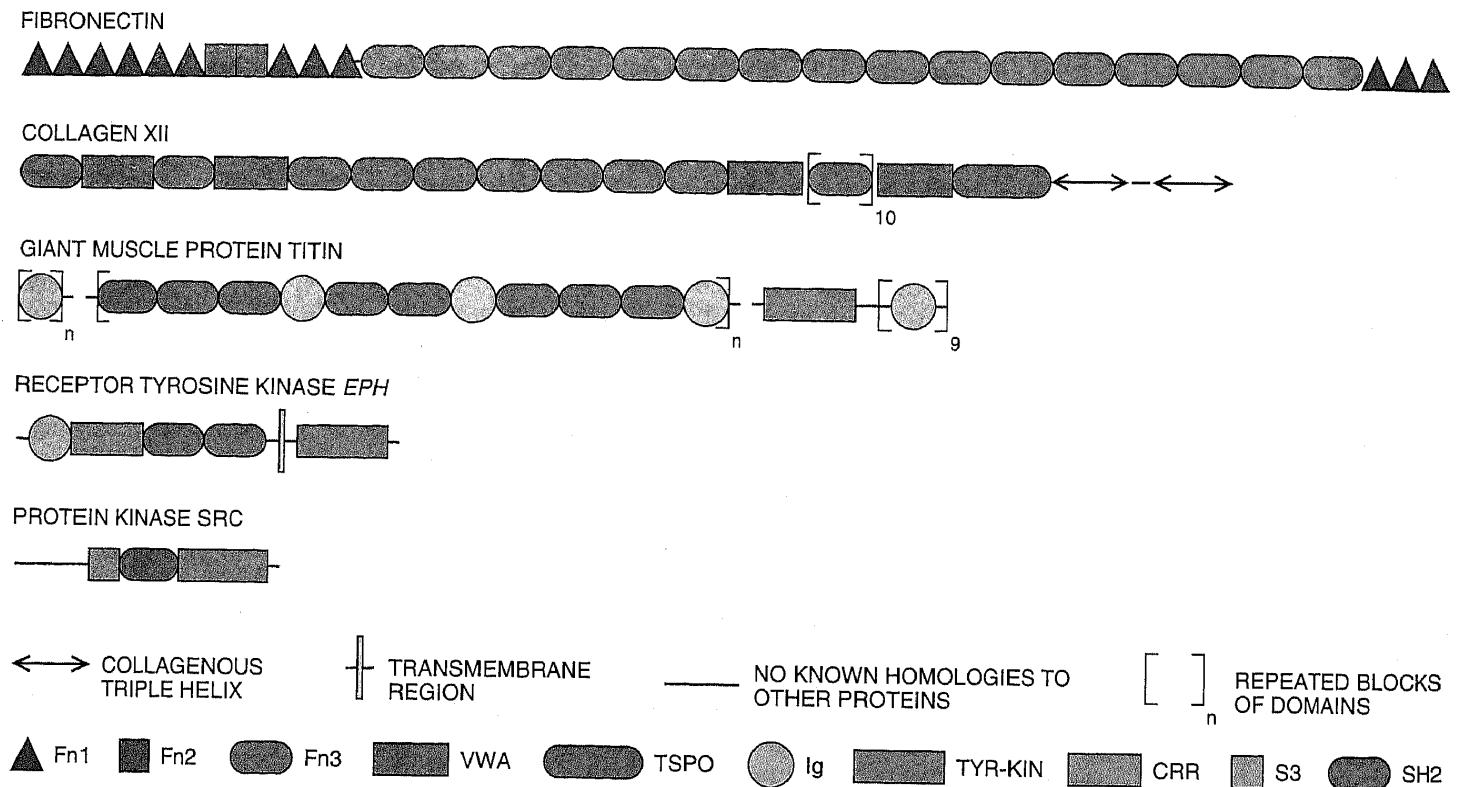 FIBRONECTIN
COLLAGEN XII
10
GIANT MUSCLE PROTEIN TITIN
n
n
9
RECEPTOR TYROSINE KINASE EPH
PROTEIN KINASE SRC
COLLAGENOUS
TRIPLE HELIX
TRANSMEMBRANE
REGION
NO KNOWN HOMOLOGIES TO
OTHER PROTEINS
n
REPEATED BLOCKS
OF DOMAINS
Fn1 Fn2 Fn3 VWA TSPO Ig TYR-KIN CRR S3 SH2